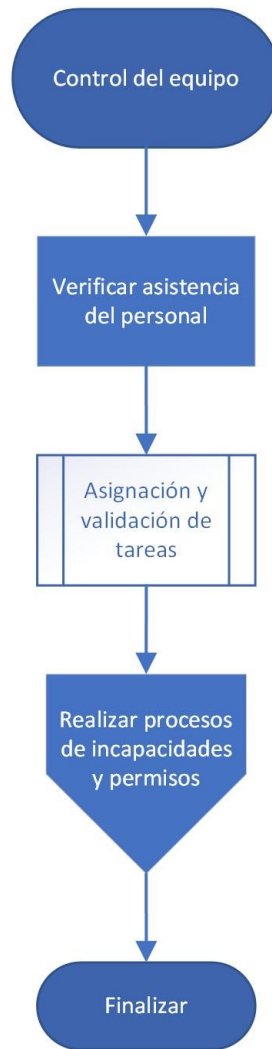 Control del equipo
Verificar asistencia
del personal
Asignación y
validación de
tareas
Realizar procesos
de incapacidades
y permisos
Finalizar